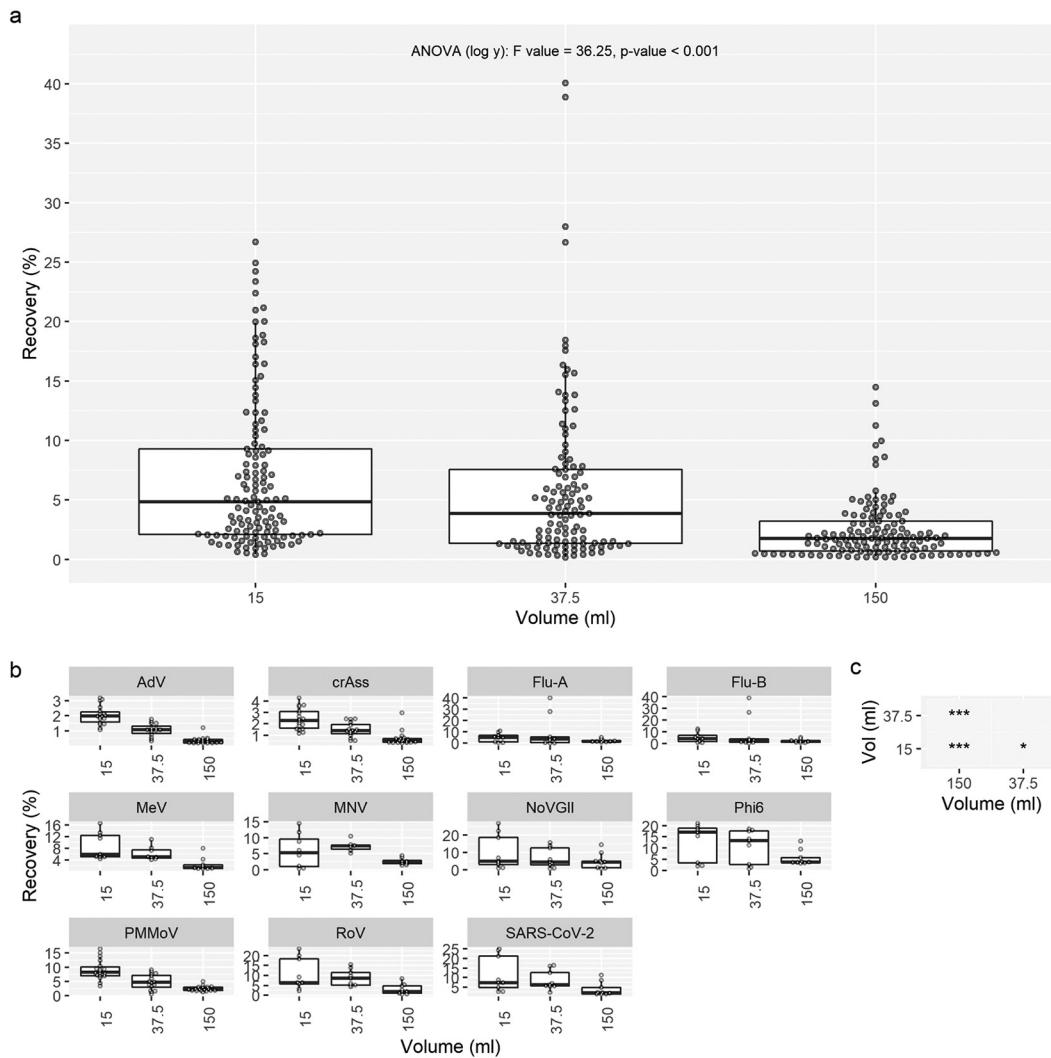 a
ANOVA (log y): F value = 36.25, p-value < 0.001
40
35
30
25
20
15
10
5
0
Recovery (%)
15 37.5 150
Volume (ml)
b
AdV crAss Flu-A Flu-B
3 2 1
4 3 2 1
40 30 20 10 0
40 30 20 10 0
15 37.5 150 15 37.5 150 15 37.5 150 15 37.5 150
MeV MNV NoVGII Phi6
16 12 8 4
15 10 5 0
20 10 0
20 15 10 5 0
15 37.5 150 15 37.5 150 15 37.5 150 15 37.5 150
PMMoV RoV SARS-CoV-2
15 10 5 0
20 15 10 5 0
25 20 15 10 5
15 37.5 150 15 37.5 150 15 37.5 150
Recovery (%)
Volume (ml)
c
Vol (ml)
37.5 ***
15 *** *
150 37.5
Volume (ml)